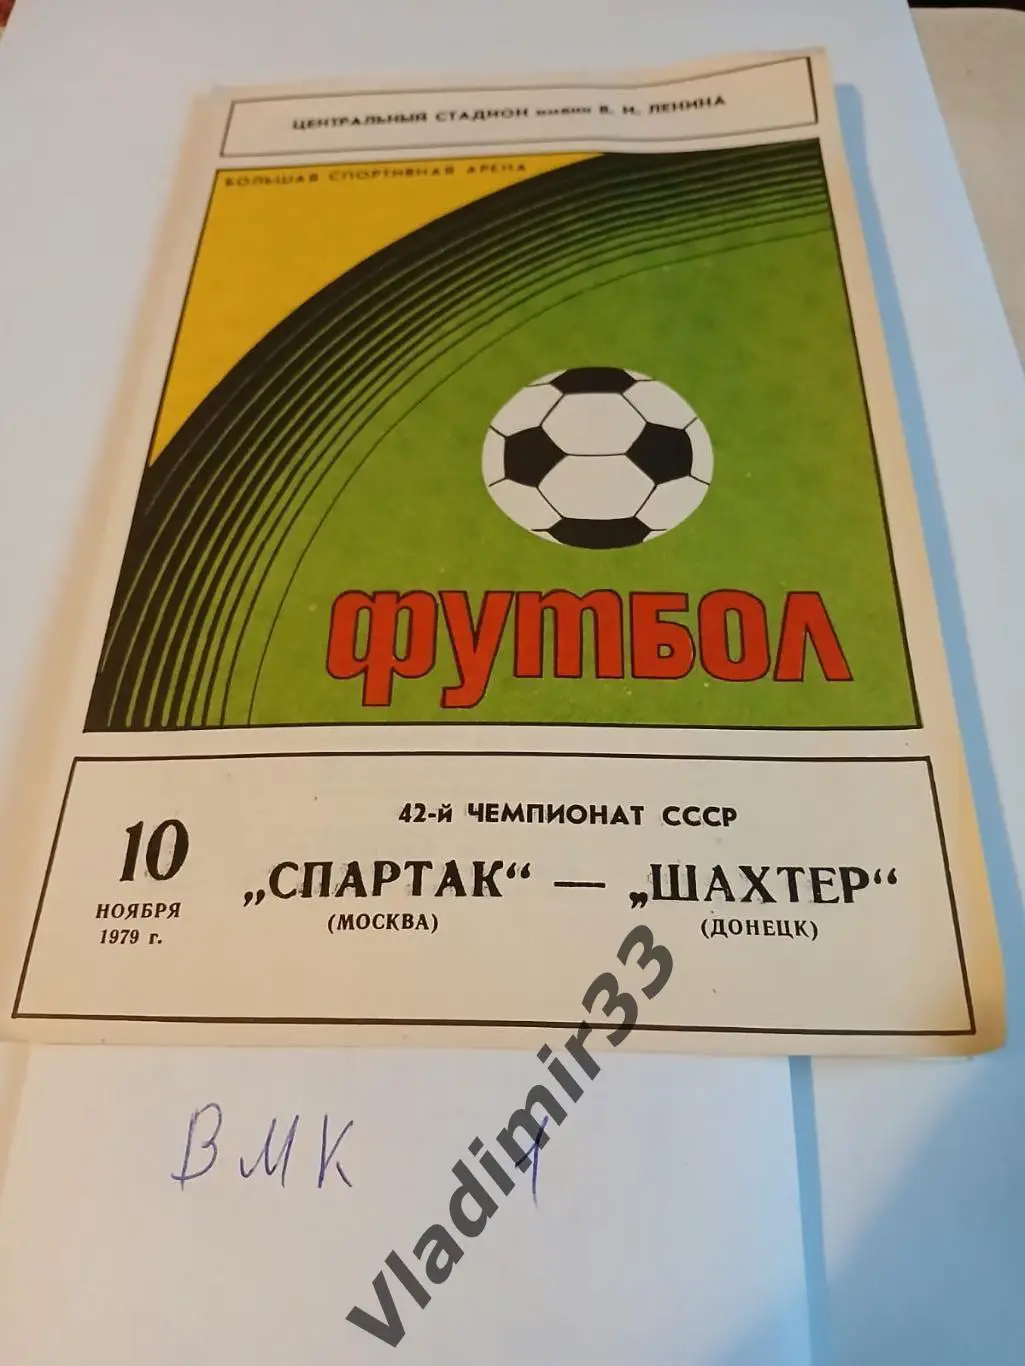 ЦЕНТРАЛЬНЫЙ СТАДИОН имени В. И. ЛЕНИНА
БОЛЬШАЯ СПОРТИВНАЯ АРЕНА
ФУТБОЛ
42-й ЧЕМПИОНАТ СССР
10
НОЯБРЯ
1979 г.
„СПАРТАК“ — „ШАХТЕР“
(МОСКВА) (ДОНЕЦК)
ВМК 1
Vladimir33